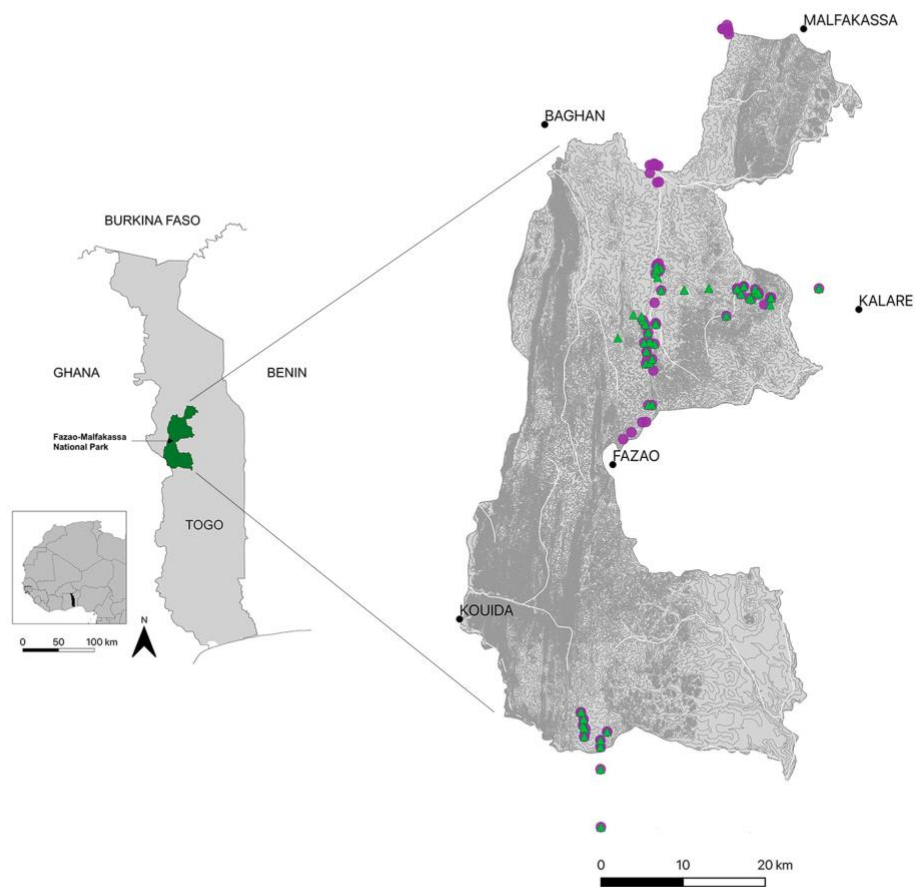 MALFAKASSA
BAGHAN
BURKINA FASO
KALARE
GHANA
BENIN
Fazao-Malfakassa
National Park
FAZAO
TOGO
KOUIDA
N
0 50 100 km
0 10 20 km